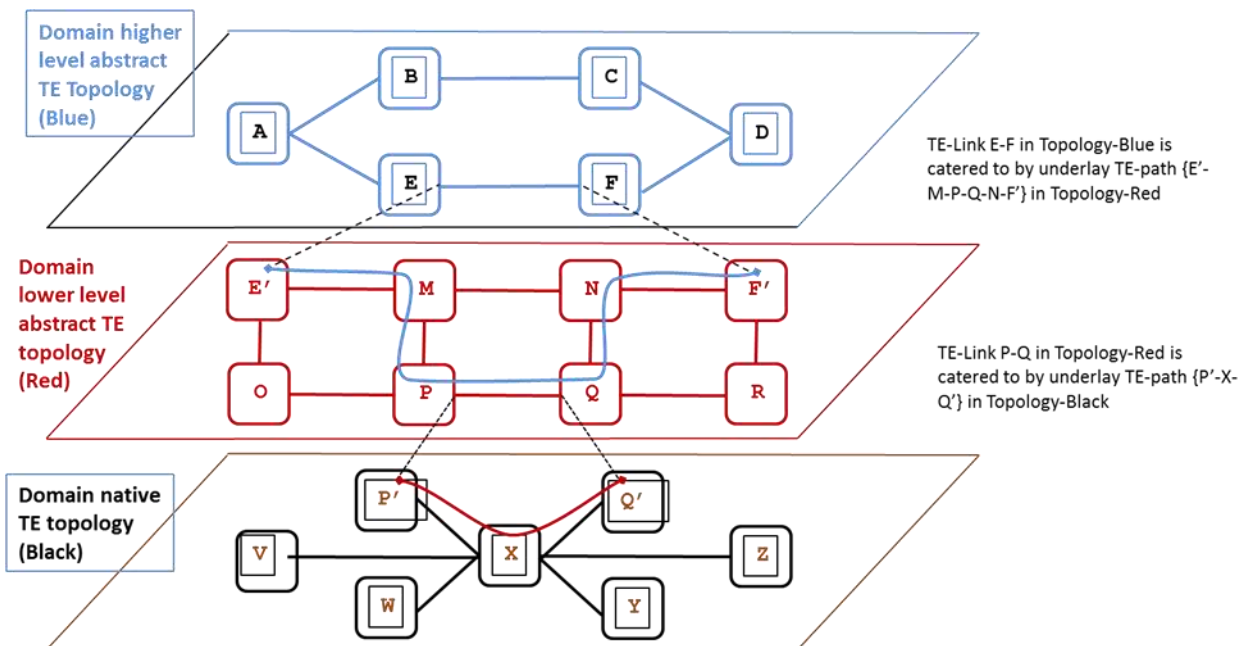 Domain higher
level abstract
TE Topology
(Blue)
B
C
A
D
E
F
TE-Link E-F in Topology-Blue is
catered to by underlay TE-path {E’-
M-P-Q-N-F’} in Topology-Red
Domain
lower level
abstract TE
topology
(Red)
E’
M
N
F’
O
P
Q
R
TE-Link P-Q in Topology-Red is
catered to by underlay TE-path {P’-X-
Q’} in Topology-Black
Domain native
TE topology
(Black)
P’
Q’
V
X
Z
W
Y